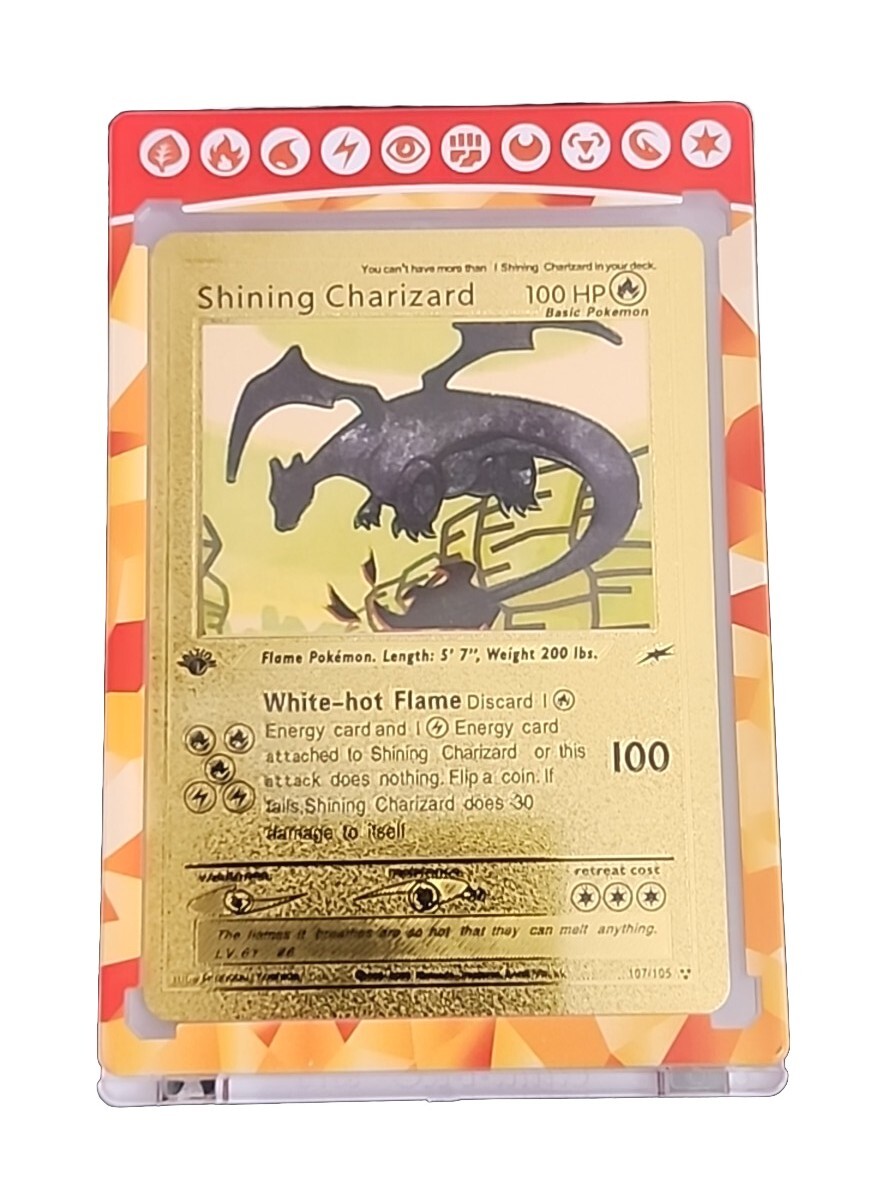 You can't have more than 1 Shining Charizard in your deck.
Shining Charizard 100 HP
Basic Pokemon
Flame Pokémon. Length: 5' 7", Weight 200 lbs.
White-hot Flame Discard 1
Energy card and 1 Energy card
attached to Shining Charizard or this
attack does nothing. Flip a coin. If
tails,Shining Charizard does 30
damage to itself
100
retreat cost
The flames it breathes are so hot that they can melt anything.
LV.61 #6
107/105